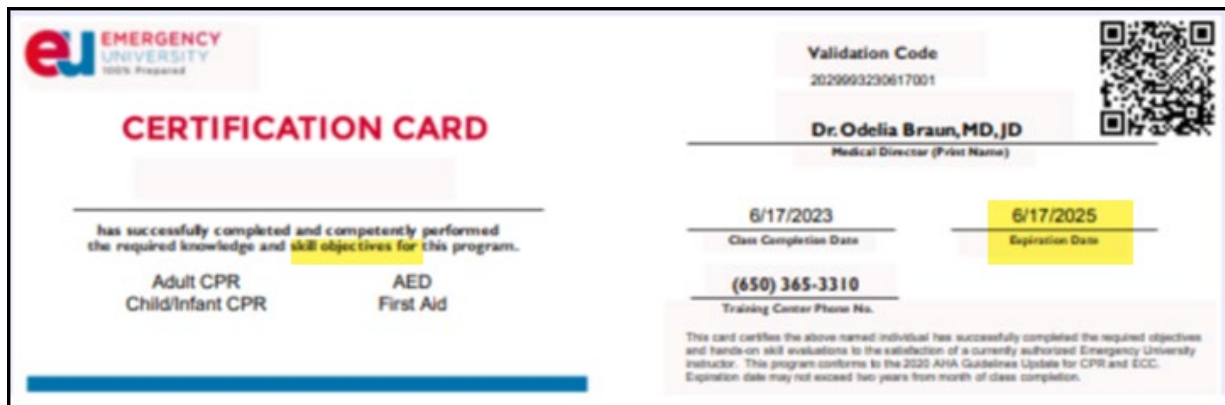 eu EMERGENCY
UNIVERSITY
100% Prepared
CERTIFICATION CARD
has successfully completed and competently performed
the required knowledge and skill objectives for this program.
Adult CPR AED
Child/Infant CPR First Aid
Validation Code
2029993230617001
Dr. Odelia Braun, MD, JD
Medical Director (Print Name)
6/17/2023 6/17/2025
Class Completion Date Expiration Date
(650) 365-3310
Training Center Phone No.
This card certifies the above named individual has successfully completed the required objectives
and hands-on skill evaluations to the satisfaction of a currently authorized Emergency University
instructor. This program conforms to the 2020 AHA Guidelines Update for CPR and ECC.
Expiration date may not exceed two years from month of class completion.